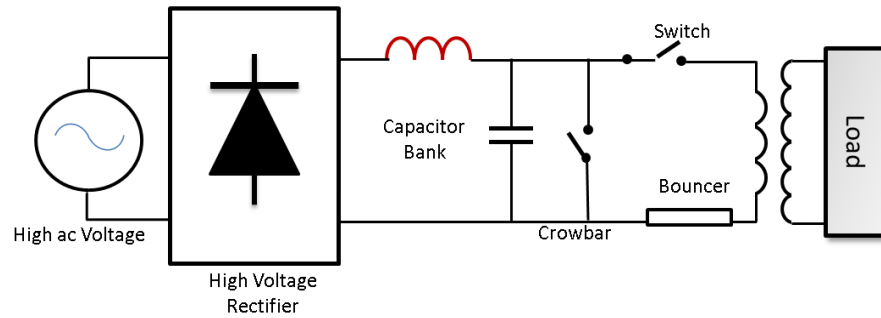 Switch
Capacitor
Bank
Load
Bouncer
High ac Voltage
Crowbar
High Voltage
Rectifier